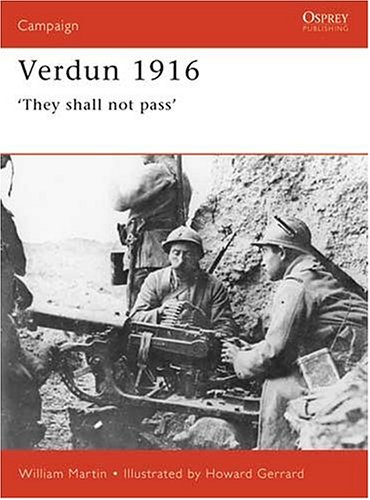 Campaign
OSPREY
PUBLISHING
Verdun 1916
‘They shall not pass’
William Martin • Illustrated by Howard Gerrard